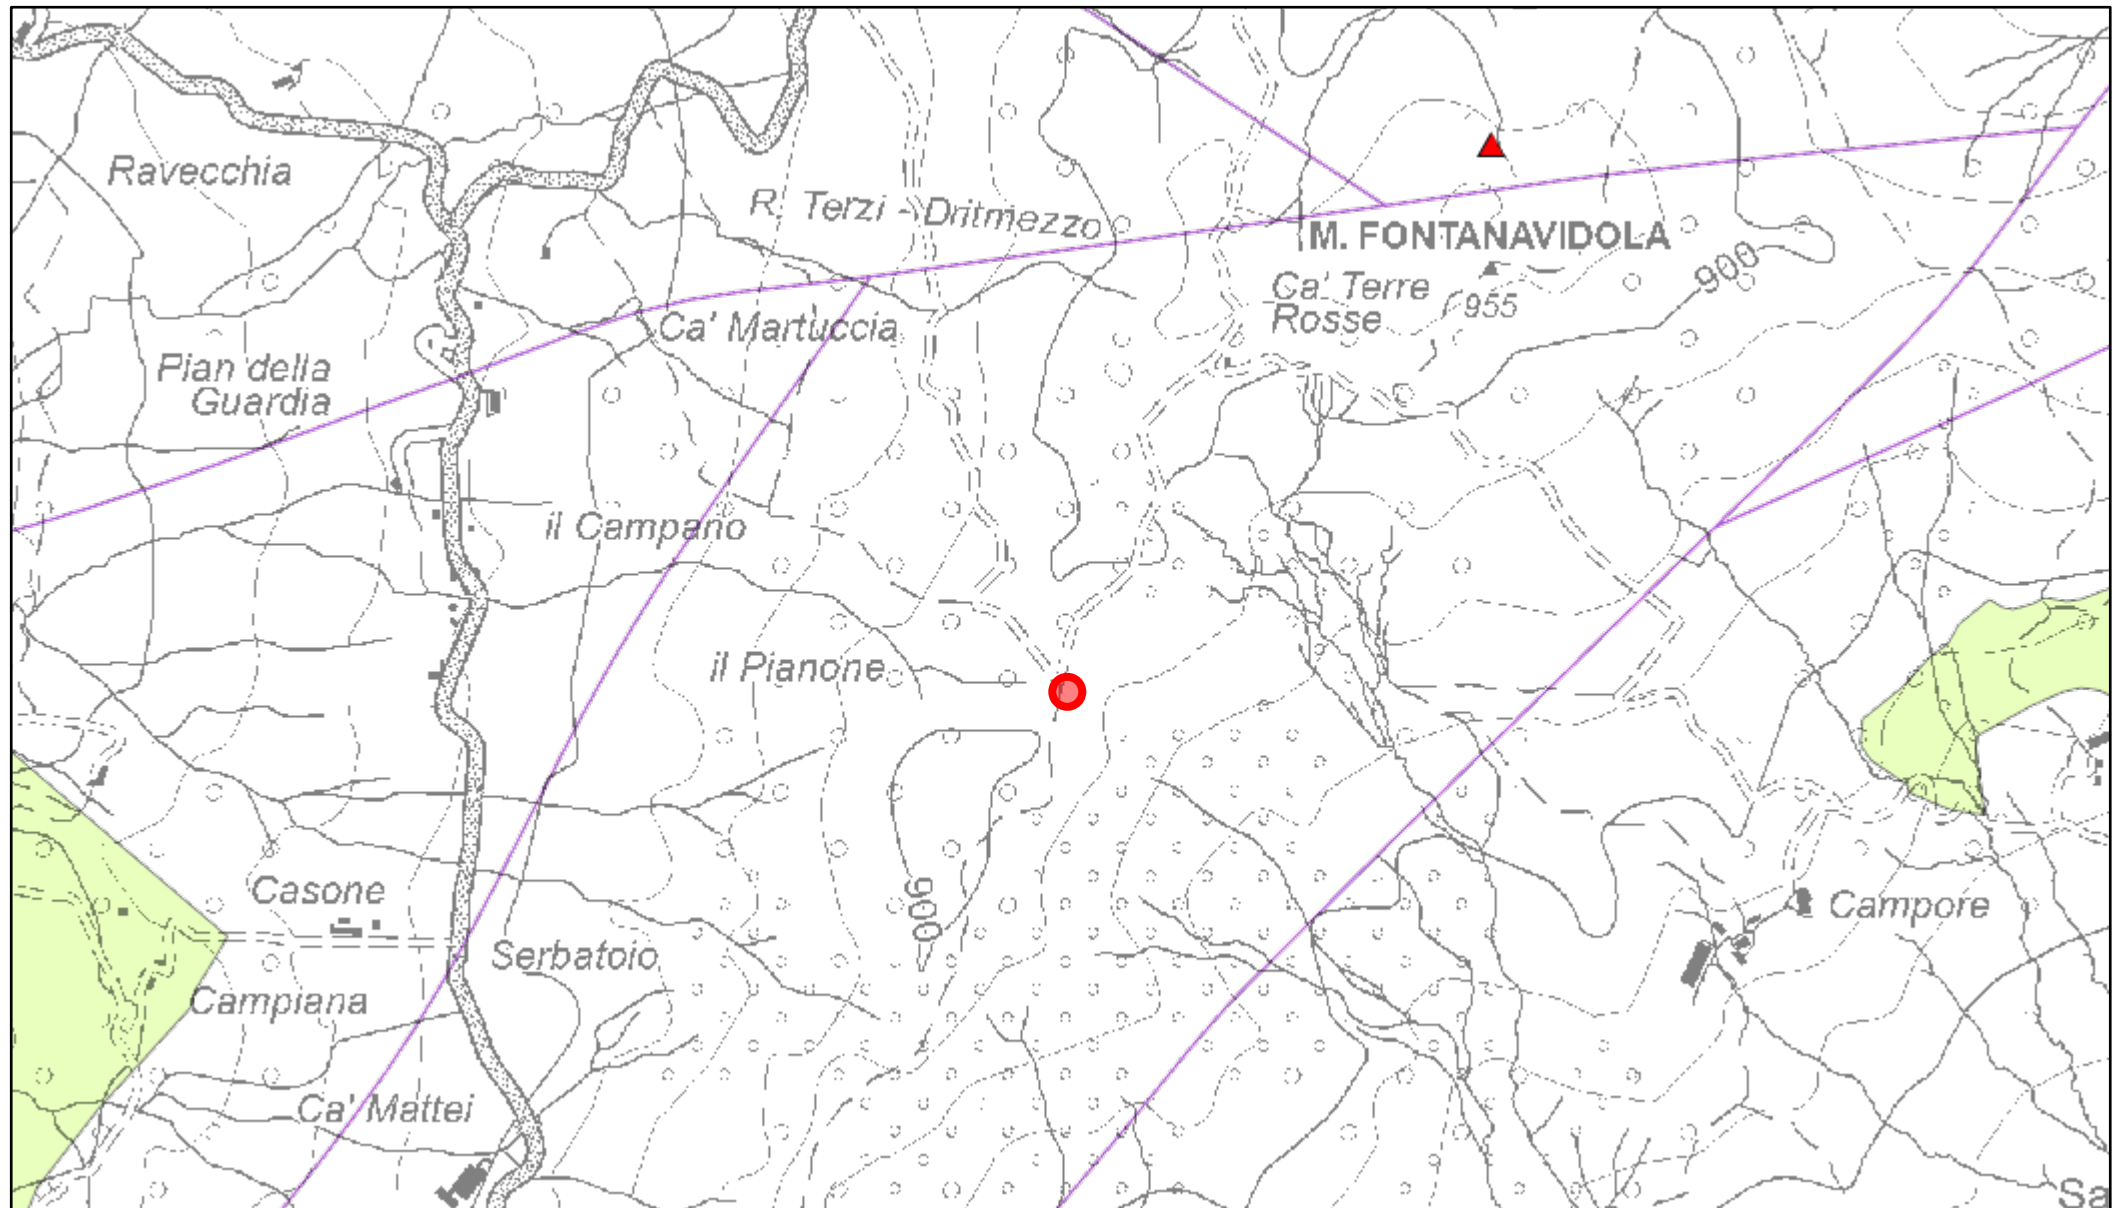 Ravecchia
R. Terzi - Dritmezzo
M. FONTANAVIDOLA
900
Ca' Terre
Rosse
955
Ca' Martuccia
Pian della
Guardia
il Campano
il Pianone
Casone
900
Campore
Serbatoio
Campiana
Ca' Mattei
Sa